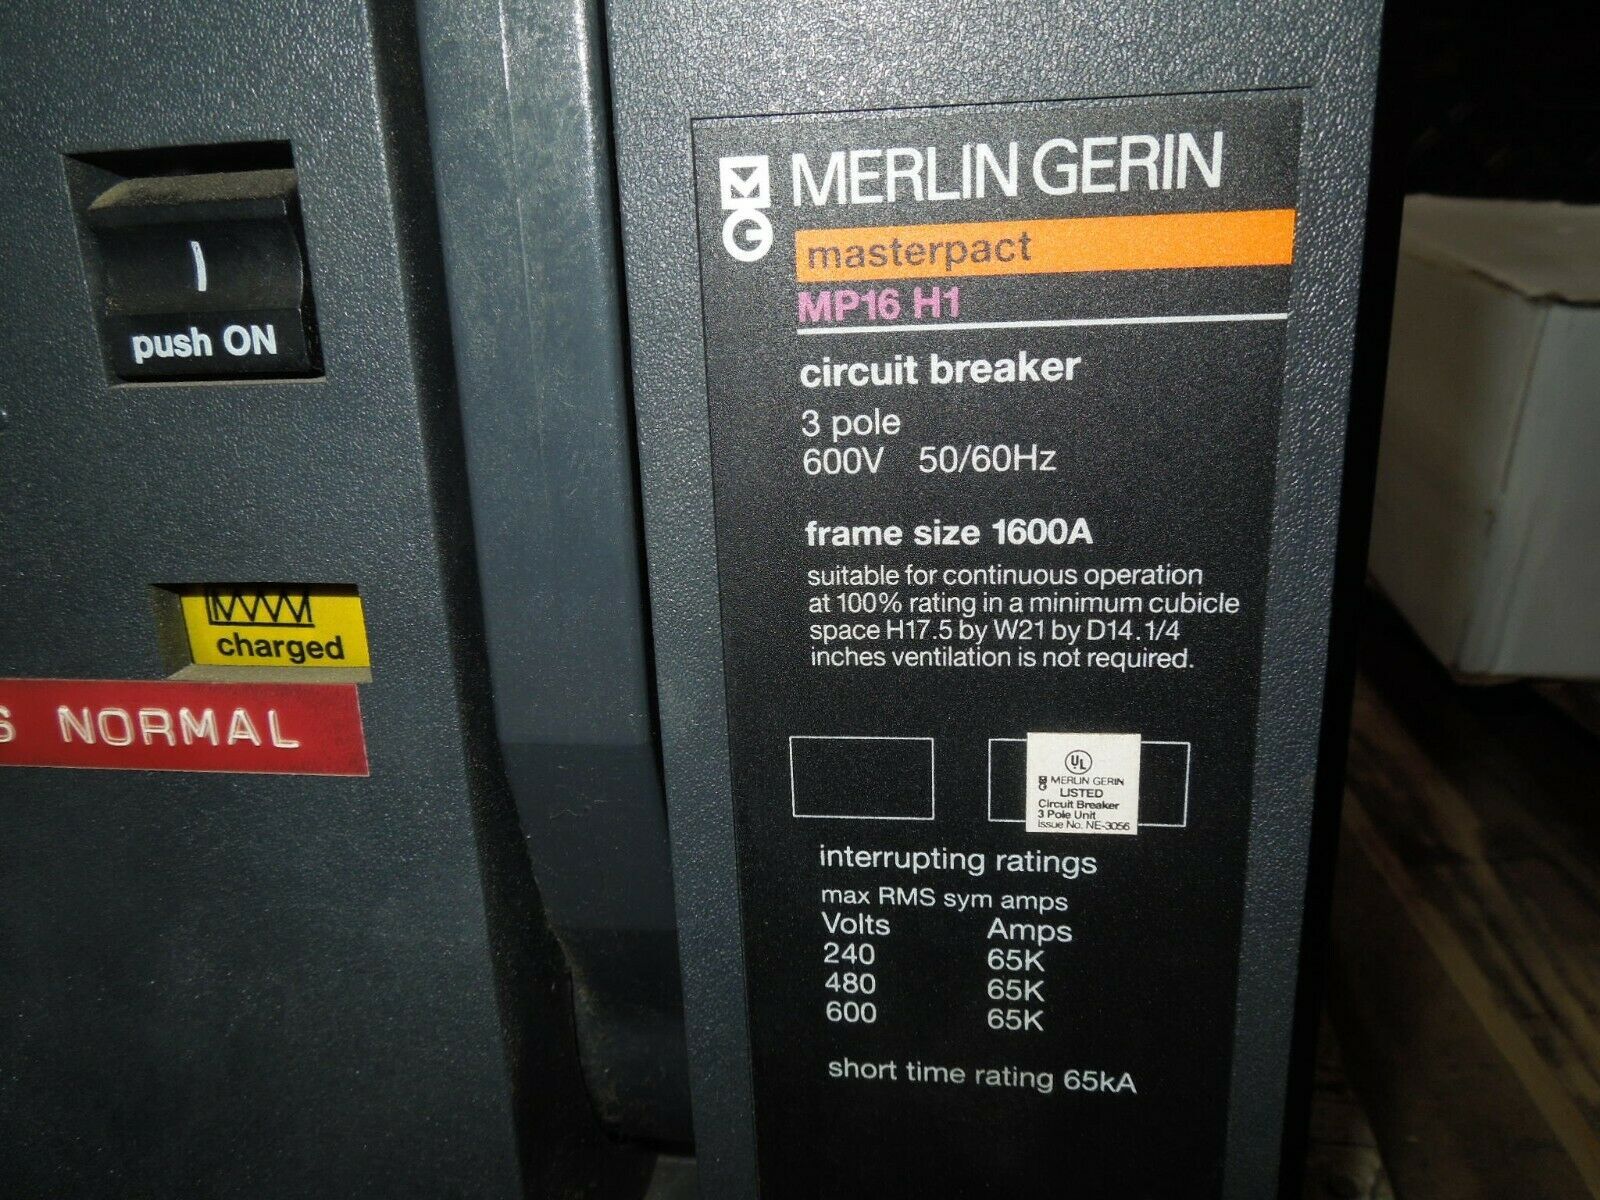 I
push ON
charged
S NORMAL
MERLIN GERIN
masterpact
MP16 H1
circuit breaker
3 pole
600V 50/60Hz
frame size 1600A
suitable for continuous operation
at 100% rating in a minimum cubicle
space H17.5 by W21 by D14.1/4
inches ventilation is not required.
UL
MERLIN GERIN
LISTED
Circuit Breaker
3 Pole Unit
Issue No. NE-3056
interrupting ratings
max RMS sym amps
Volts Amps
240 65K
480 65K
600 65K
short time rating 65kA